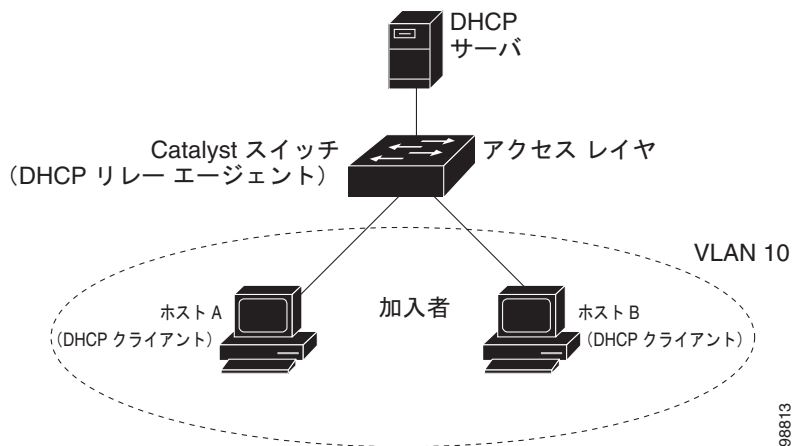 DHCP
サーバ
Catalyst スイッチ
(DHCP リレー エージェント)
アクセス レイヤ
VLAN 10
ホスト A
(DHCP クライアント)
加入者
ホスト B
(DHCP クライアント)
98813